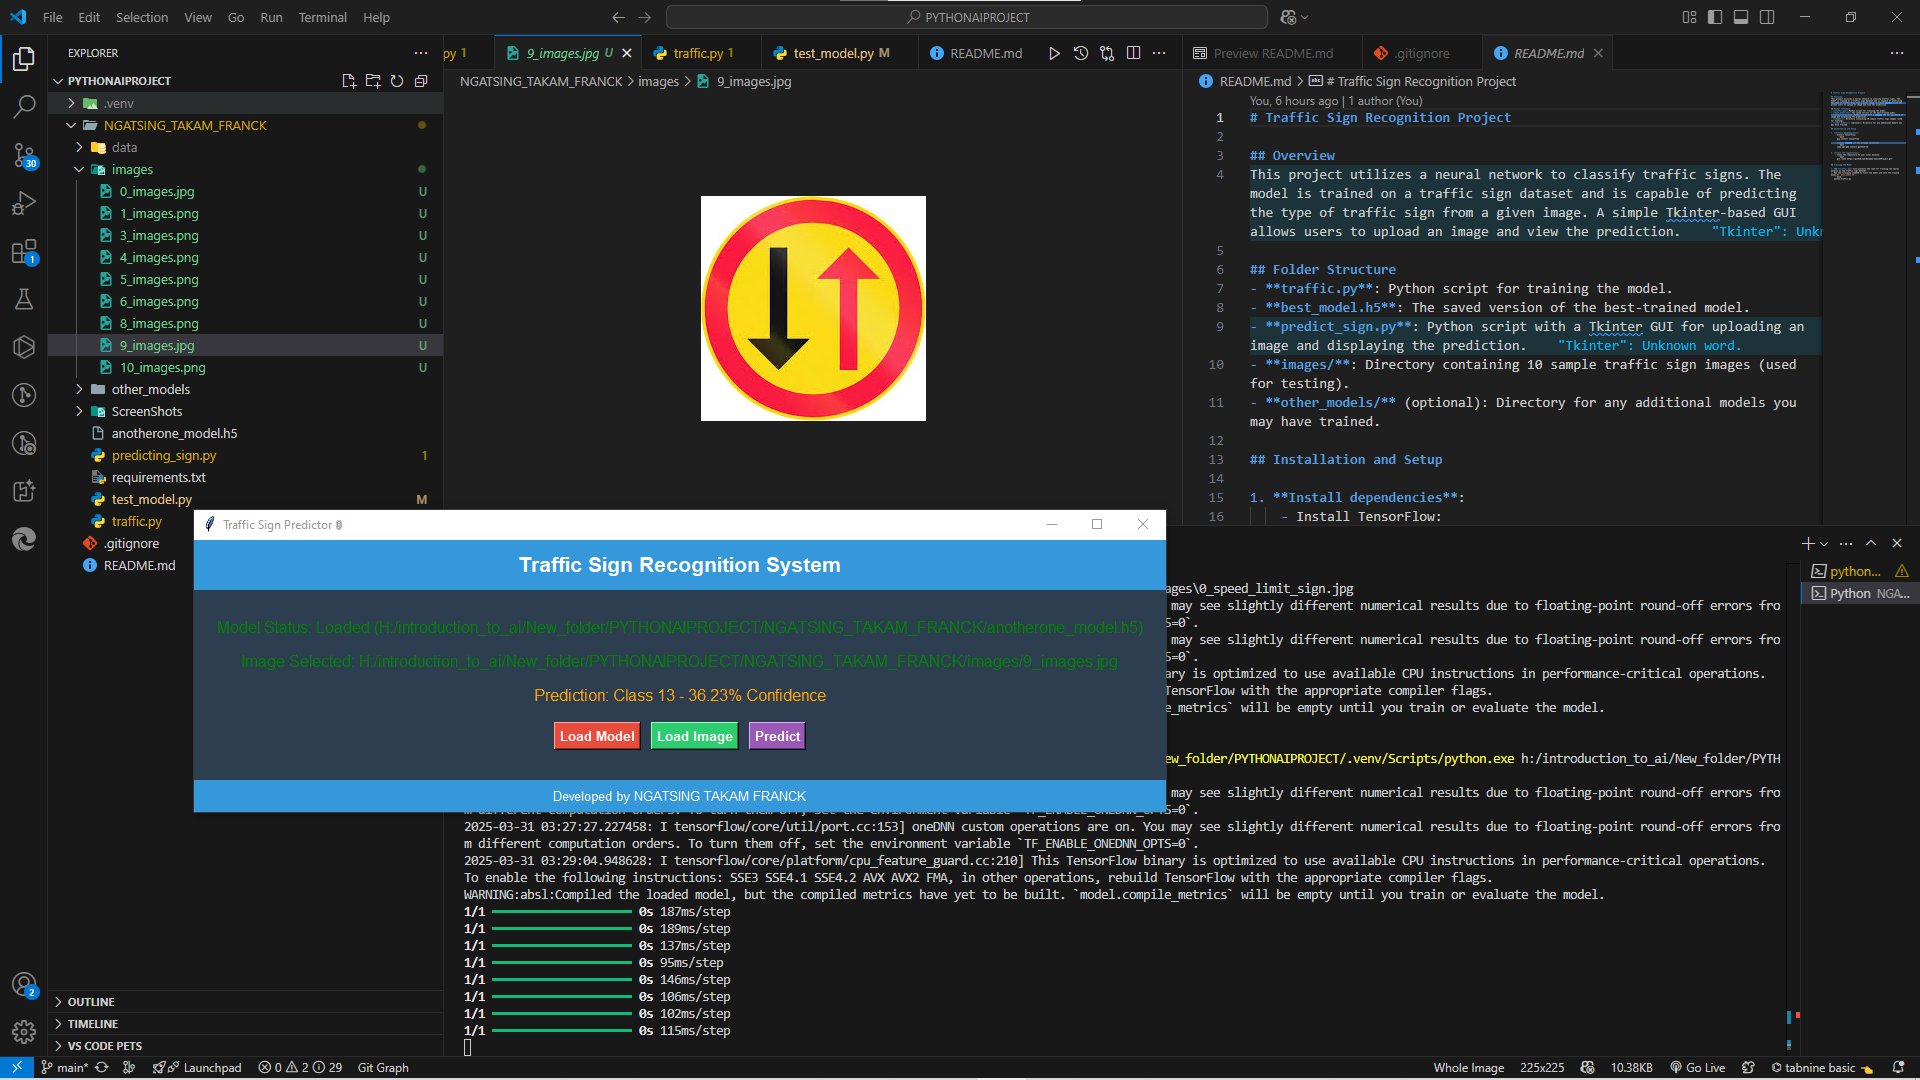 File Edit Selection View Go Run Terminal Help
PYTHONAIPROJECT
EXPLORER
PYTHONAIPROJECT
.venv
NGATSING_TAKAM_FRANCK
data
images
0_images.jpg U
1_images.png U
3_images.png U
4_images.png U
5_images.png U
6_images.png U
8_images.png U
9_images.jpg U
10_images.png U
other_models
ScreenShots
anotherone_model.h5
predicting_sign.py 1
requirements.txt
test_model.py M
traffic.py
.gitignore
README.md
OUTLINE
TIMELINE
VS CODE PETS
30
1
2
py 1
9_images.jpg U
traffic.py 1
test_model.py M
README.md
NGATSING_TAKAM_FRANCK > images > 9_images.jpg
Preview README.md
.gitignore
README.md
README.md > # Traffic Sign Recognition Project
You, 6 hours ago | 1 author (You)
1 # Traffic Sign Recognition Project
2
3 ## Overview
4 This project utilizes a neural network to classify traffic signs. The
model is trained on a traffic sign dataset and is capable of predicting
the type of traffic sign from a given image. A simple Tkinter-based GUI
allows users to upload an image and view the prediction. "Tkinter": Unkn
5
6 ## Folder Structure
7 - **traffic.py**: Python script for training the model.
8 - **best_model.h5**: The saved version of the best-trained model.
9 - **predict_sign.py**: Python script with a Tkinter GUI for uploading an
image and displaying the prediction. "Tkinter": Unknown word.
10 - **images/**: Directory containing 10 sample traffic sign images (used
for testing).
11 - **other_models/** (optional): Directory for any additional models you
may have trained.
12
13 ## Installation and Setup
14
15 1. **Install dependencies**:
16 - Install TensorFlow:
Traffic Sign Predictor
Traffic Sign Recognition System
Model Status: Loaded (H:/introduction_to_ai/New_folder/PYTHONAIPROJECT/NGATSING_TAKAM_FRANCK/anotherone_model.h5)
Image Selected: H:/introduction_to_ai/New_folder/PYTHONAIPROJECT/NGATSING_TAKAM_FRANCK/images/9_images.jpg
Prediction: Class 13 - 36.23% Confidence
Load Model Load Image Predict
Developed by NGATSING TAKAM FRANCK
python...
Python NGA...
ages\0_speed_limit_sign.jpg
may see slightly different numerical results due to floating-point round-off errors fro
S=0`.
may see slightly different numerical results due to floating-point round-off errors fro
S=0`.
ary is optimized to use available CPU instructions in performance-critical operations.
TensorFlow with the appropriate compiler flags.
e_metrics` will be empty until you train or evaluate the model.
ew_folder/PYTHONAIPROJECT/.venv/Scripts/python.exe h:/introduction_to_ai/New_folder/PYTH
may see slightly different numerical results due to floating-point round-off errors fro
m different computation orders. To turn them off, set the environment variable `TF_ENABLE_ONEDNN_OPTS=0`.
2025-03-31 03:27:27.227458: I tensorflow/core/util/port.cc:153] oneDNN custom operations are on. You may see slightly different numerical results due to floating-point round-off errors fro
m different computation orders. To turn them off, set the environment variable `TF_ENABLE_ONEDNN_OPTS=0`.
2025-03-31 03:29:04.948628: I tensorflow/core/platform/cpu_feature_guard.cc:210] This TensorFlow binary is optimized to use available CPU instructions in performance-critical operations.
To enable the following instructions: SSE3 SSE4.1 SSE4.2 AVX AVX2 FMA, in other operations, rebuild TensorFlow with the appropriate compiler flags.
WARNING:absl:Compiled the loaded model, but the compiled metrics have yet to be built. `model.compile_metrics` will be empty until you train or evaluate the model.
1/1 0s 187ms/step
1/1 0s 189ms/step
1/1 0s 137ms/step
1/1 0s 95ms/step
1/1 0s 146ms/step
1/1 0s 106ms/step
1/1 0s 102ms/step
1/1 0s 115ms/step
main* Launchpad 0 2 29 Git Graph
Whole Image 225x225 10.38KB Go Live tabnine basic